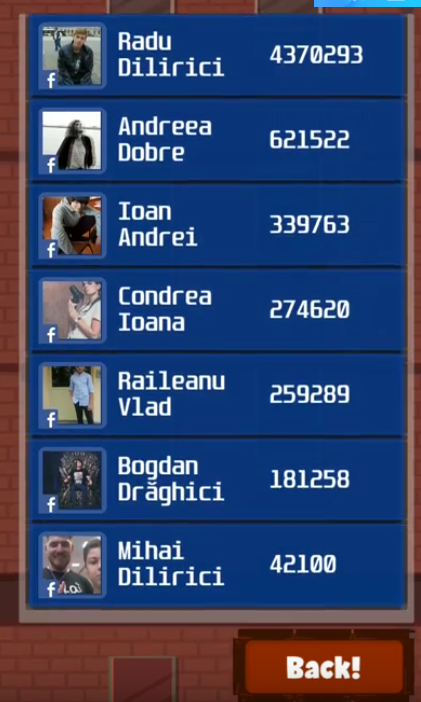 Radu
Dilirici
4370293
Andreea
Dobre
621522
Ioan
Andrei
339763
Condrea
Ioana
274620
Raileanu
Vlad
259289
Bogdan
Drăghici
181258
Mihai
Dilirici
42100
Back!